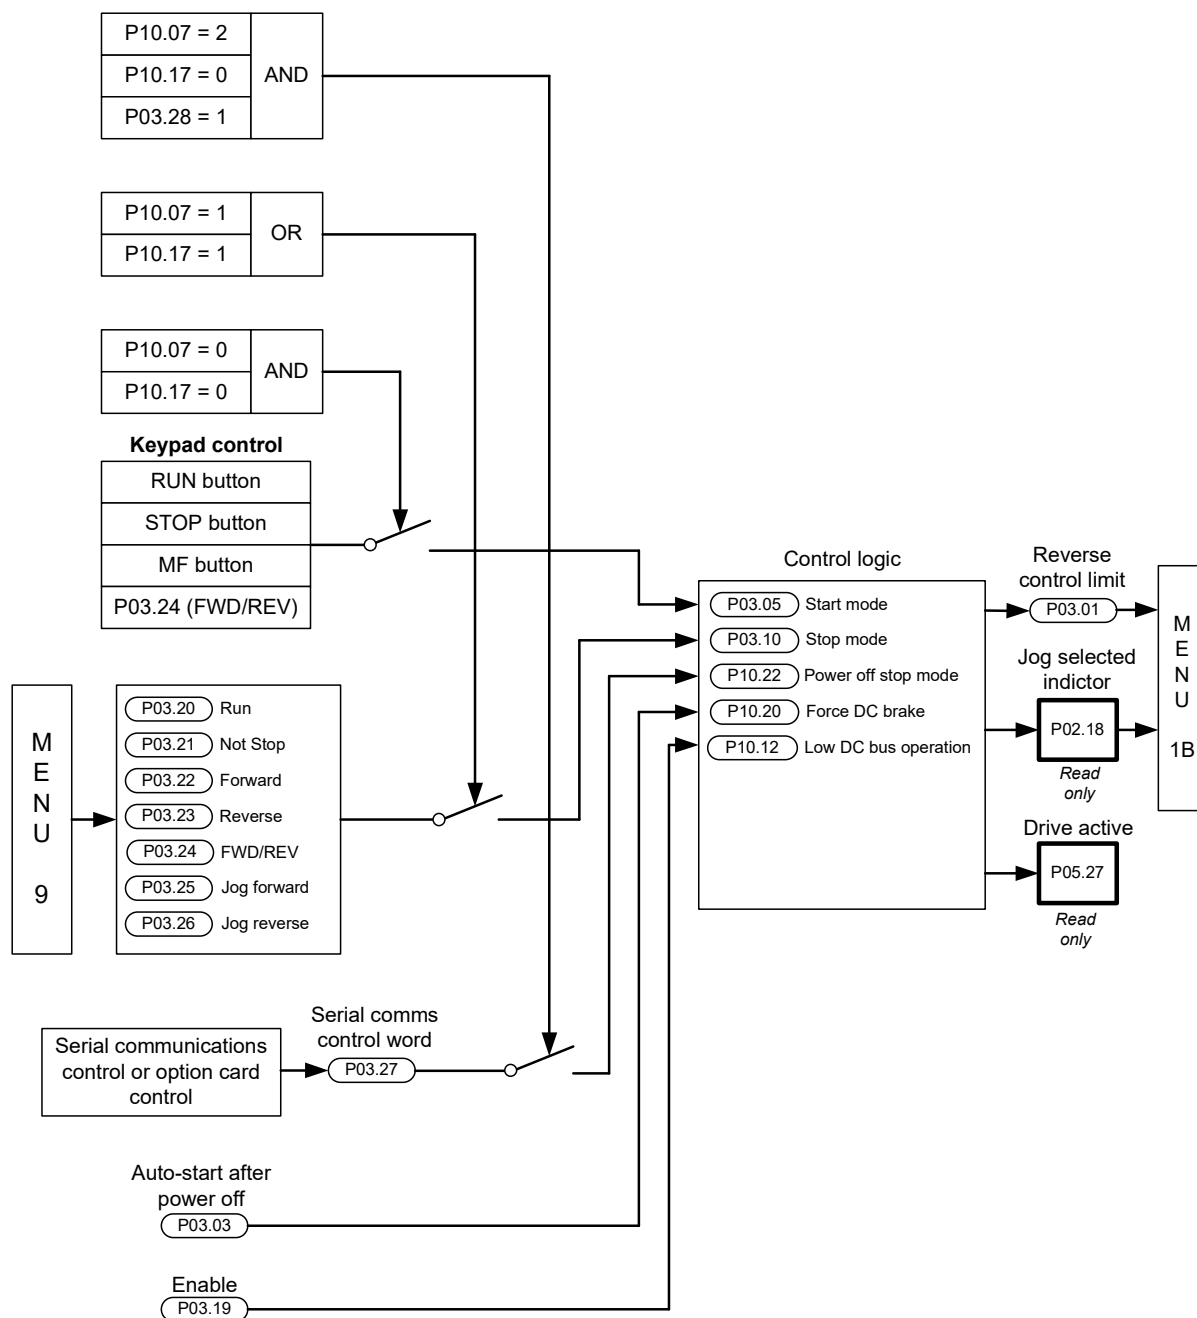 P10.07 = 2
P10.17 = 0
P03.28 = 1
AND
P10.07 = 1
P10.17 = 1
OR
P10.07 = 0
P10.17 = 0
AND
Keypad control
RUN button
STOP button
MF button
P03.24 (FWD/REV)
M
E
N
U
9
P03.20 Run
P03.21 Not Stop
P03.22 Forward
P03.23 Reverse
P03.24 FWD/REV
P03.25 Jog forward
P03.26 Jog reverse
Serial communications
control or option card
control
Serial comms
control word
P03.27
Auto-start after
power off
P03.03
Enable
P03.19
Control logic
P03.05 Start mode
P03.10 Stop mode
P10.22 Power off stop mode
P10.20 Force DC brake
P10.12 Low DC bus operation
Reverse
control limit
P03.01
Jog selected
indictor
P02.18
Read
only
Drive active
P05.27
Read
only
M
E
N
U
1B